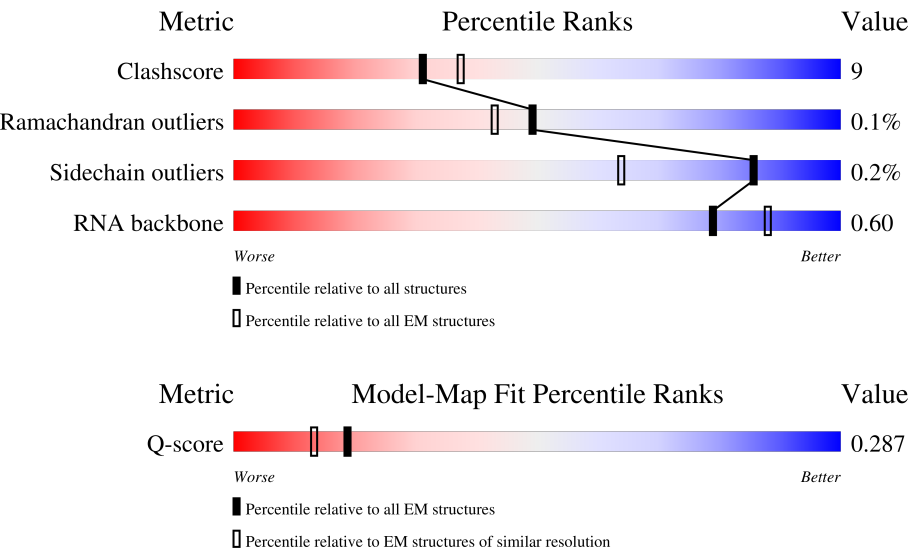 Metric Percentile Ranks Value
Clashscore 9
Ramachandran outliers 0.1%
Sidechain outliers 0.2%
RNA backbone 0.60
Worse Better
Percentile relative to all structures
Percentile relative to all EM structures
Metric Model-Map Fit Percentile Ranks Value
Q-score 0.287
Worse Better
Percentile relative to all EM structures
Percentile relative to EM structures of similar resolution